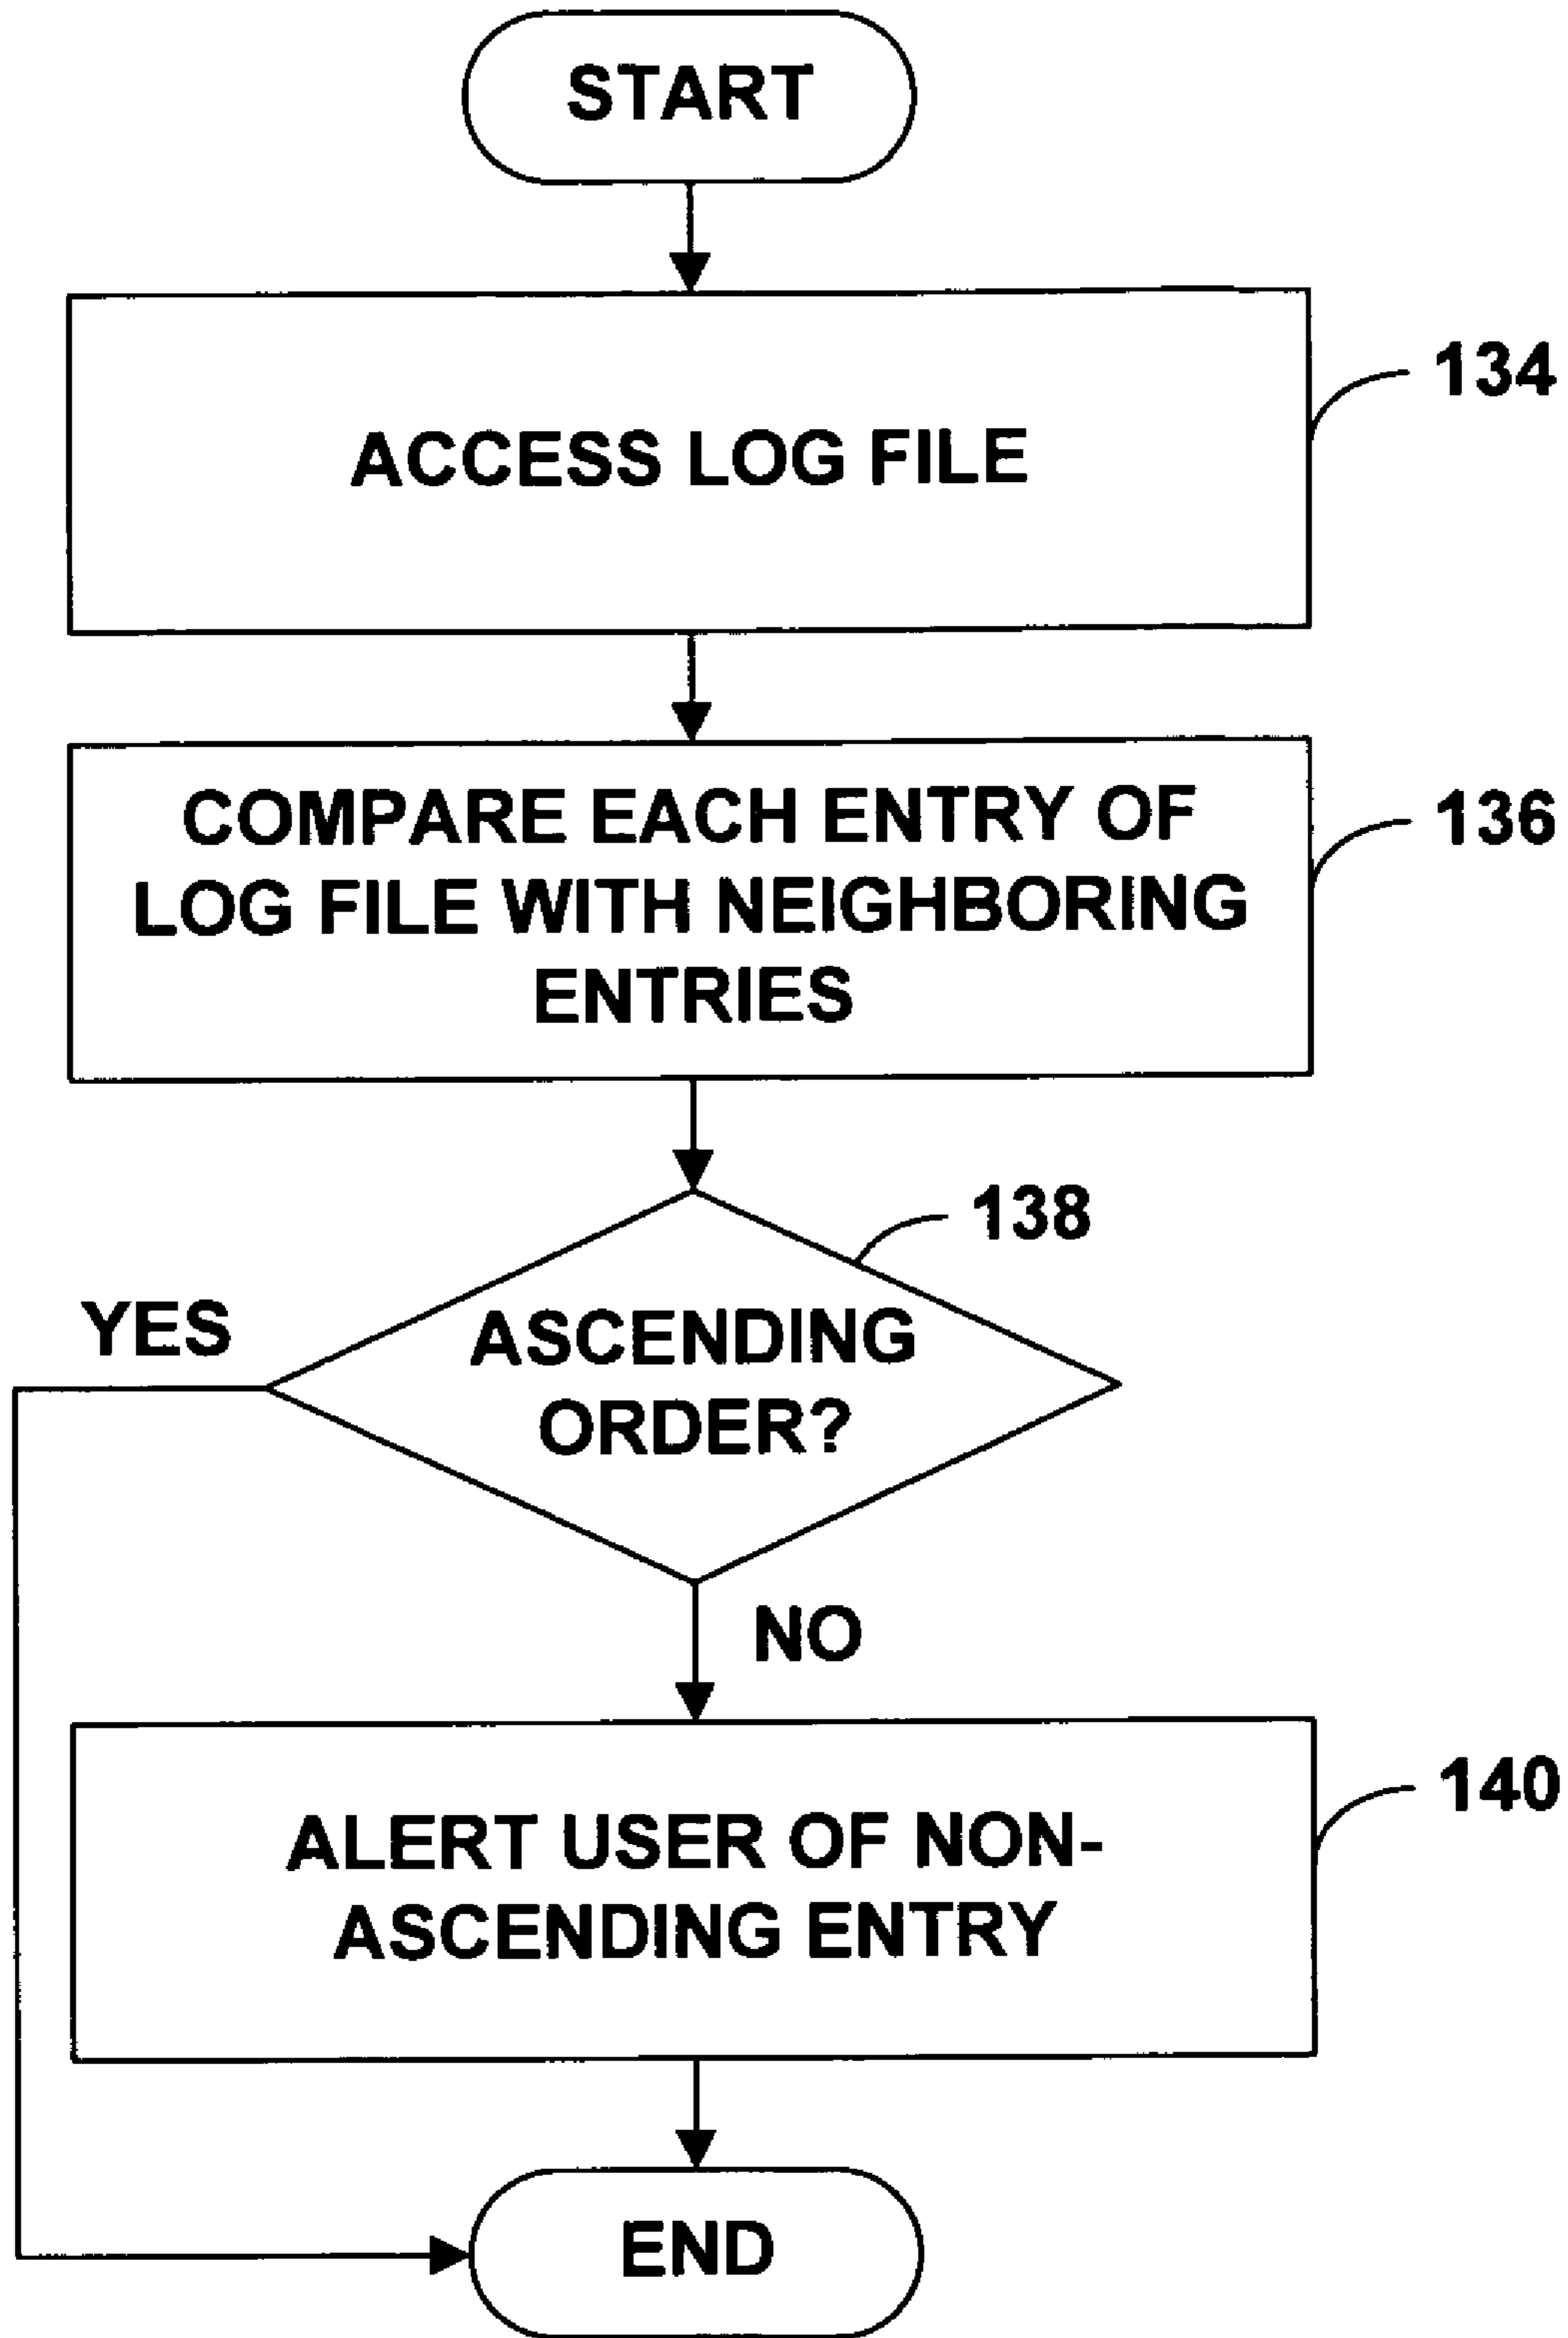 START
ACCESS LOG FILE
134
COMPARE EACH ENTRY OF
LOG FILE WITH NEIGHBORING
ENTRIES
136
138
YES
ASCENDING
ORDER?
NO
ALERT USER OF NON-
ASCENDING ENTRY
140
END